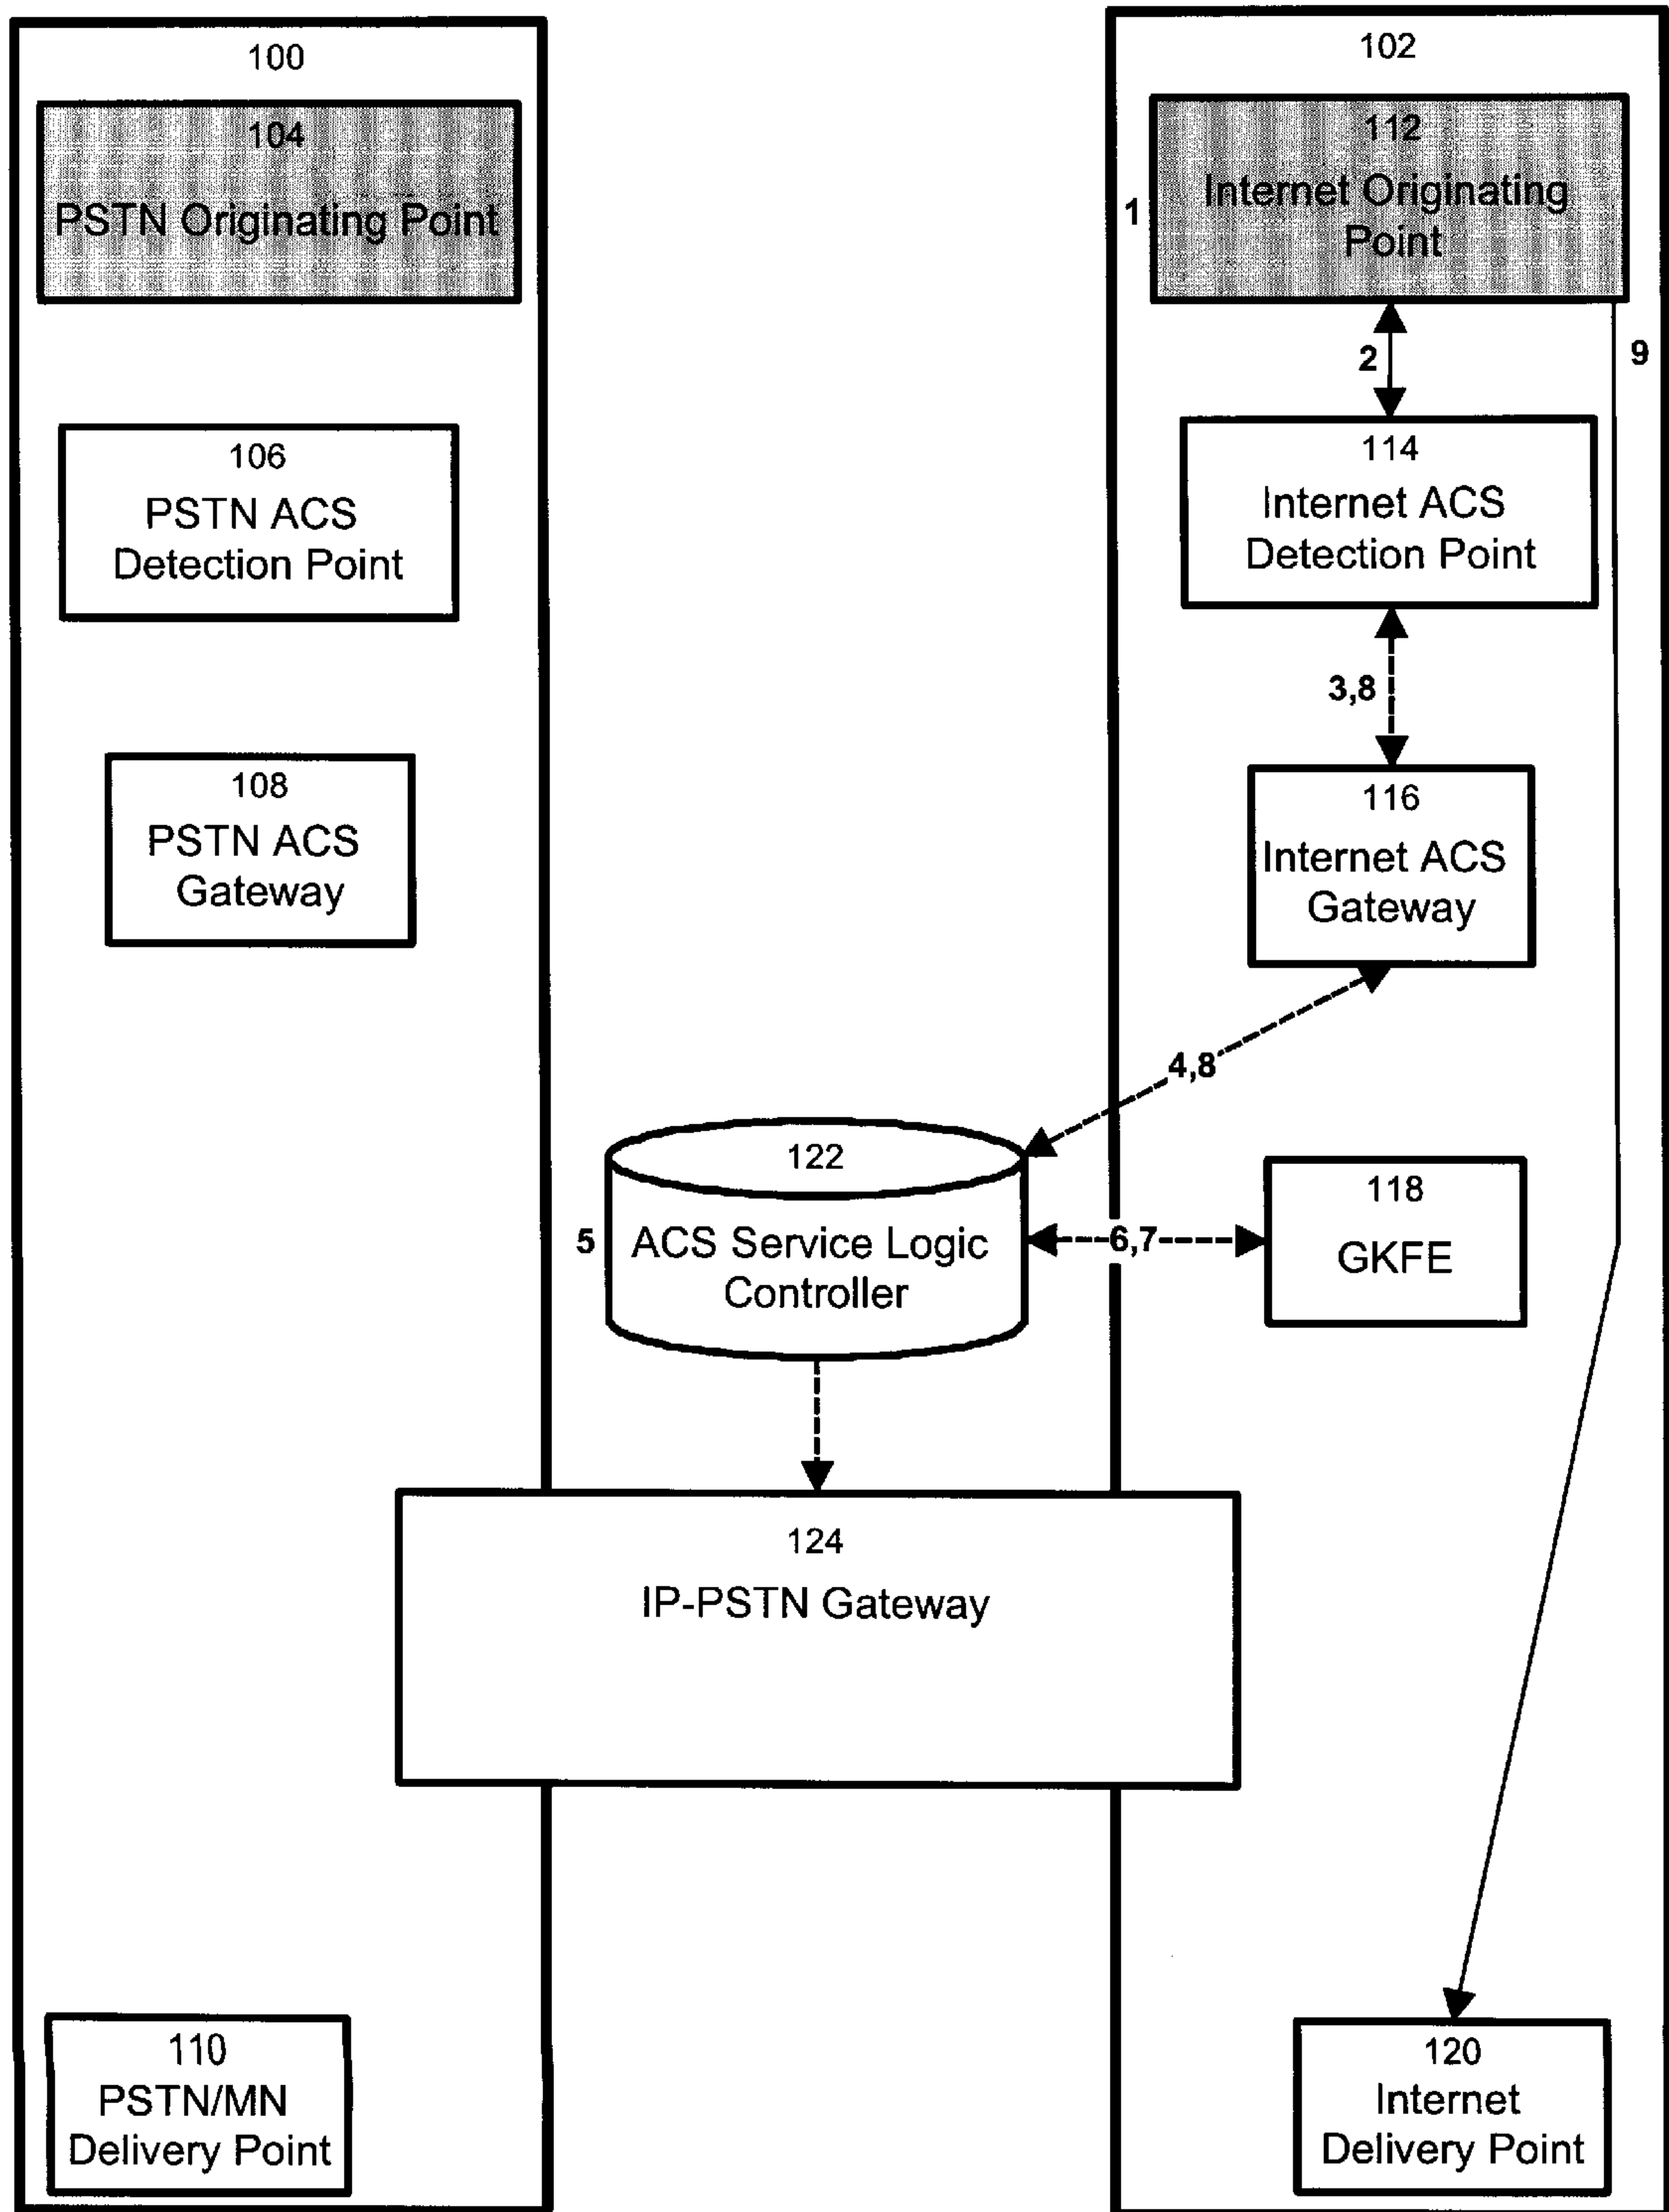 100
104
PSTN Originating Point
106
PSTN ACS
Detection Point
108
PSTN ACS
Gateway
110
PSTN/MN
Delivery Point
122
5
ACS Service Logic
Controller
124
IP-PSTN Gateway
102
1
112
Internet Originating
Point
2
9
114
Internet ACS
Detection Point
3,8
116
Internet ACS
Gateway
4,8
6,7
118
GKFE
120
Internet
Delivery Point